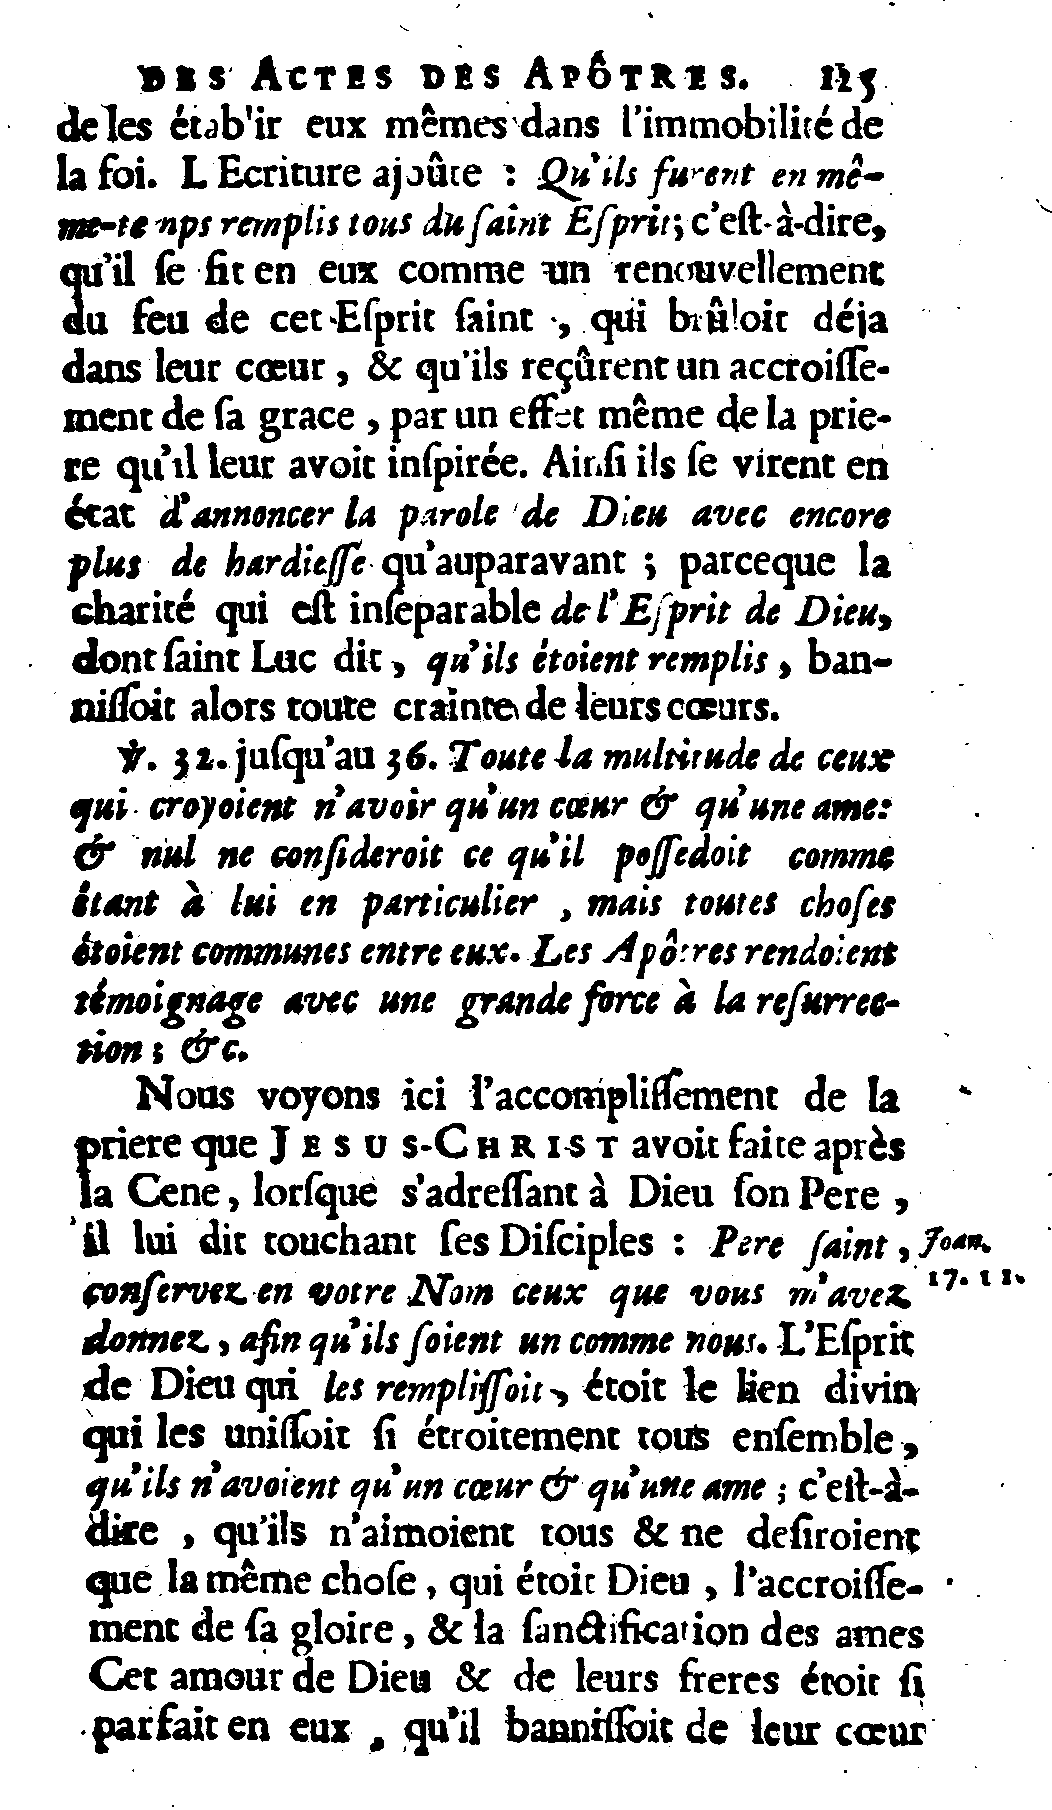 DES ACTES DES APÔTRES. 125
de les établir eux mêmes dans l'immobilité de
la foi. L'Ecriture ajoûte : Qu'ils furent en mê-
me-temps remplis tous du ſaint Eſprit; c'eſt-à-dire,
qu'il ſe fit en eux comme un renouvellement
du feu de cet Eſprit ſaint, qui brûloit déja
dans leur cœur, & qu'ils reçûrent un accroiſſe-
ment de ſa grace, par un effet même de la prie-
re qu'il leur avoit inſpirée. Ainſi ils ſe virent en
état d'annoncer la parole de Dieu avec encore
plus de hardieſſe qu'auparavant ; parceque la
charité qui eſt inſeparable de l'Eſprit de Dieu,
dont ſaint Luc dit, qu'ils étoient remplis, ban-
niſſoit alors toute crainte de leurs cœurs.
℣. 32. juſqu'au 36. Toute la multitude de ceux
qui croyoient n'avoir qu'un cœur & qu'une ame:
& nul ne conſideroit ce qu'il poſſedoit comme
étant à lui en particulier, mais toutes choſes
étoient communes entre eux. Les Apôtres rendoient
témoignage avec une grande force à la reſurrec-
tion ; &c.
Nous voyons ici l'accompliſſement de la
priere que JESUS-CHRIST avoit faite après
la Cene, lorſque s'adreſſant à Dieu ſon Pere,
il lui dit touchant ſes Diſciples : Pere ſaint, Joan.
conſervez en votre Nom ceux que vous m'avez 17. 11.
donnez, afin qu'ils ſoient un comme nous. L'Eſprit
de Dieu qui les rempliſſoit, étoit le lien divin
qui les uniſſoit ſi étroitement tous enſemble,
qu'ils n'avoient qu'un cœur & qu'une ame ; c'eſt-à-
dire, qu'ils n'aimoient tous & ne deſiroient
que la même choſe, qui étoit Dieu, l'accroiſſe-
ment de ſa gloire, & la ſanctification des ames
Cet amour de Dieu & de leurs freres étoit ſi
parfait en eux, qu'il banniſſoit de leur cœur